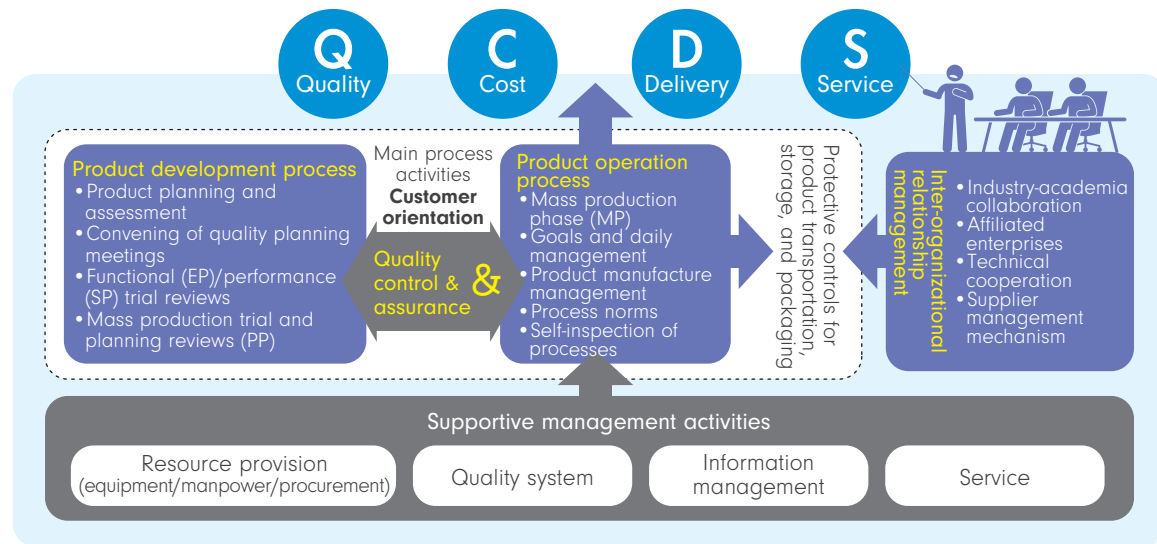 Q
Quality
C
Cost
D
Delivery
S
Service
Product development process
• Product planning and
assessment
• Convening of quality planning
meetings
• Functional (EP)/performance
(SP) trial reviews
• Mass production trial and
planning reviews (PP)
Main process
activities
Customer
orientation
Quality
control &
assurance
&
Product operation
process
• Mass production
phase (MP)
• Goals and daily
management
• Product manufacture
management
• Process norms
• Self-inspection of
processes
Protective controls for
product transportation,
storage, and packaging
Inter-organizational
relationship
management
• Industry-academia
collaboration
• Affiliated
enterprises
• Technical
cooperation
• Supplier
management
mechanism
Supportive management activities
Resource provision
(equipment/manpower/procurement)
Quality system
Information
management
Service